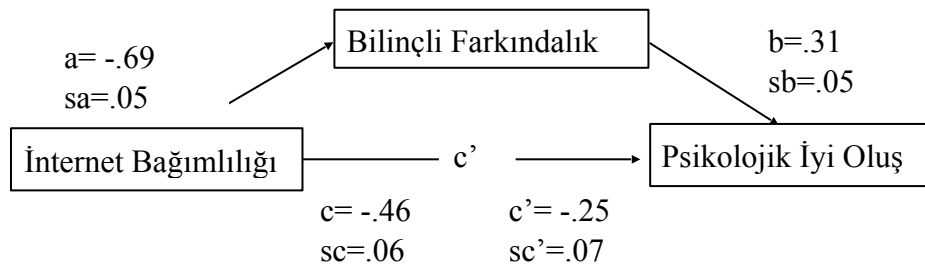 Bilinçli Farkındalık
a= -.69
sa=.05
b=.31
sb=.05
İnternet Bağımlılığı
c’
Psikolojik İyi Oluş
c= -.46
sc=.06
c’= -.25
sc’=.07